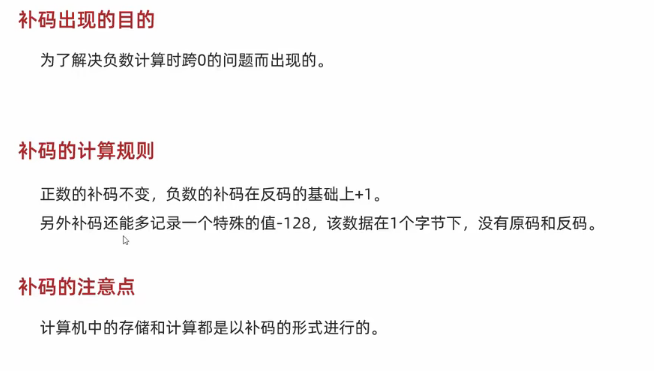 补码出现的目的
为了解决负数计算时跨0的问题而出现的。
补码的计算规则
正数的补码不变，负数的补码在反码的基础上+1。
另外补码还能多记录一个特殊的值-128，该数据在1个字节下，没有原码和反码。
补码的注意点
计算机中的存储和计算都是以补码的形式进行的。